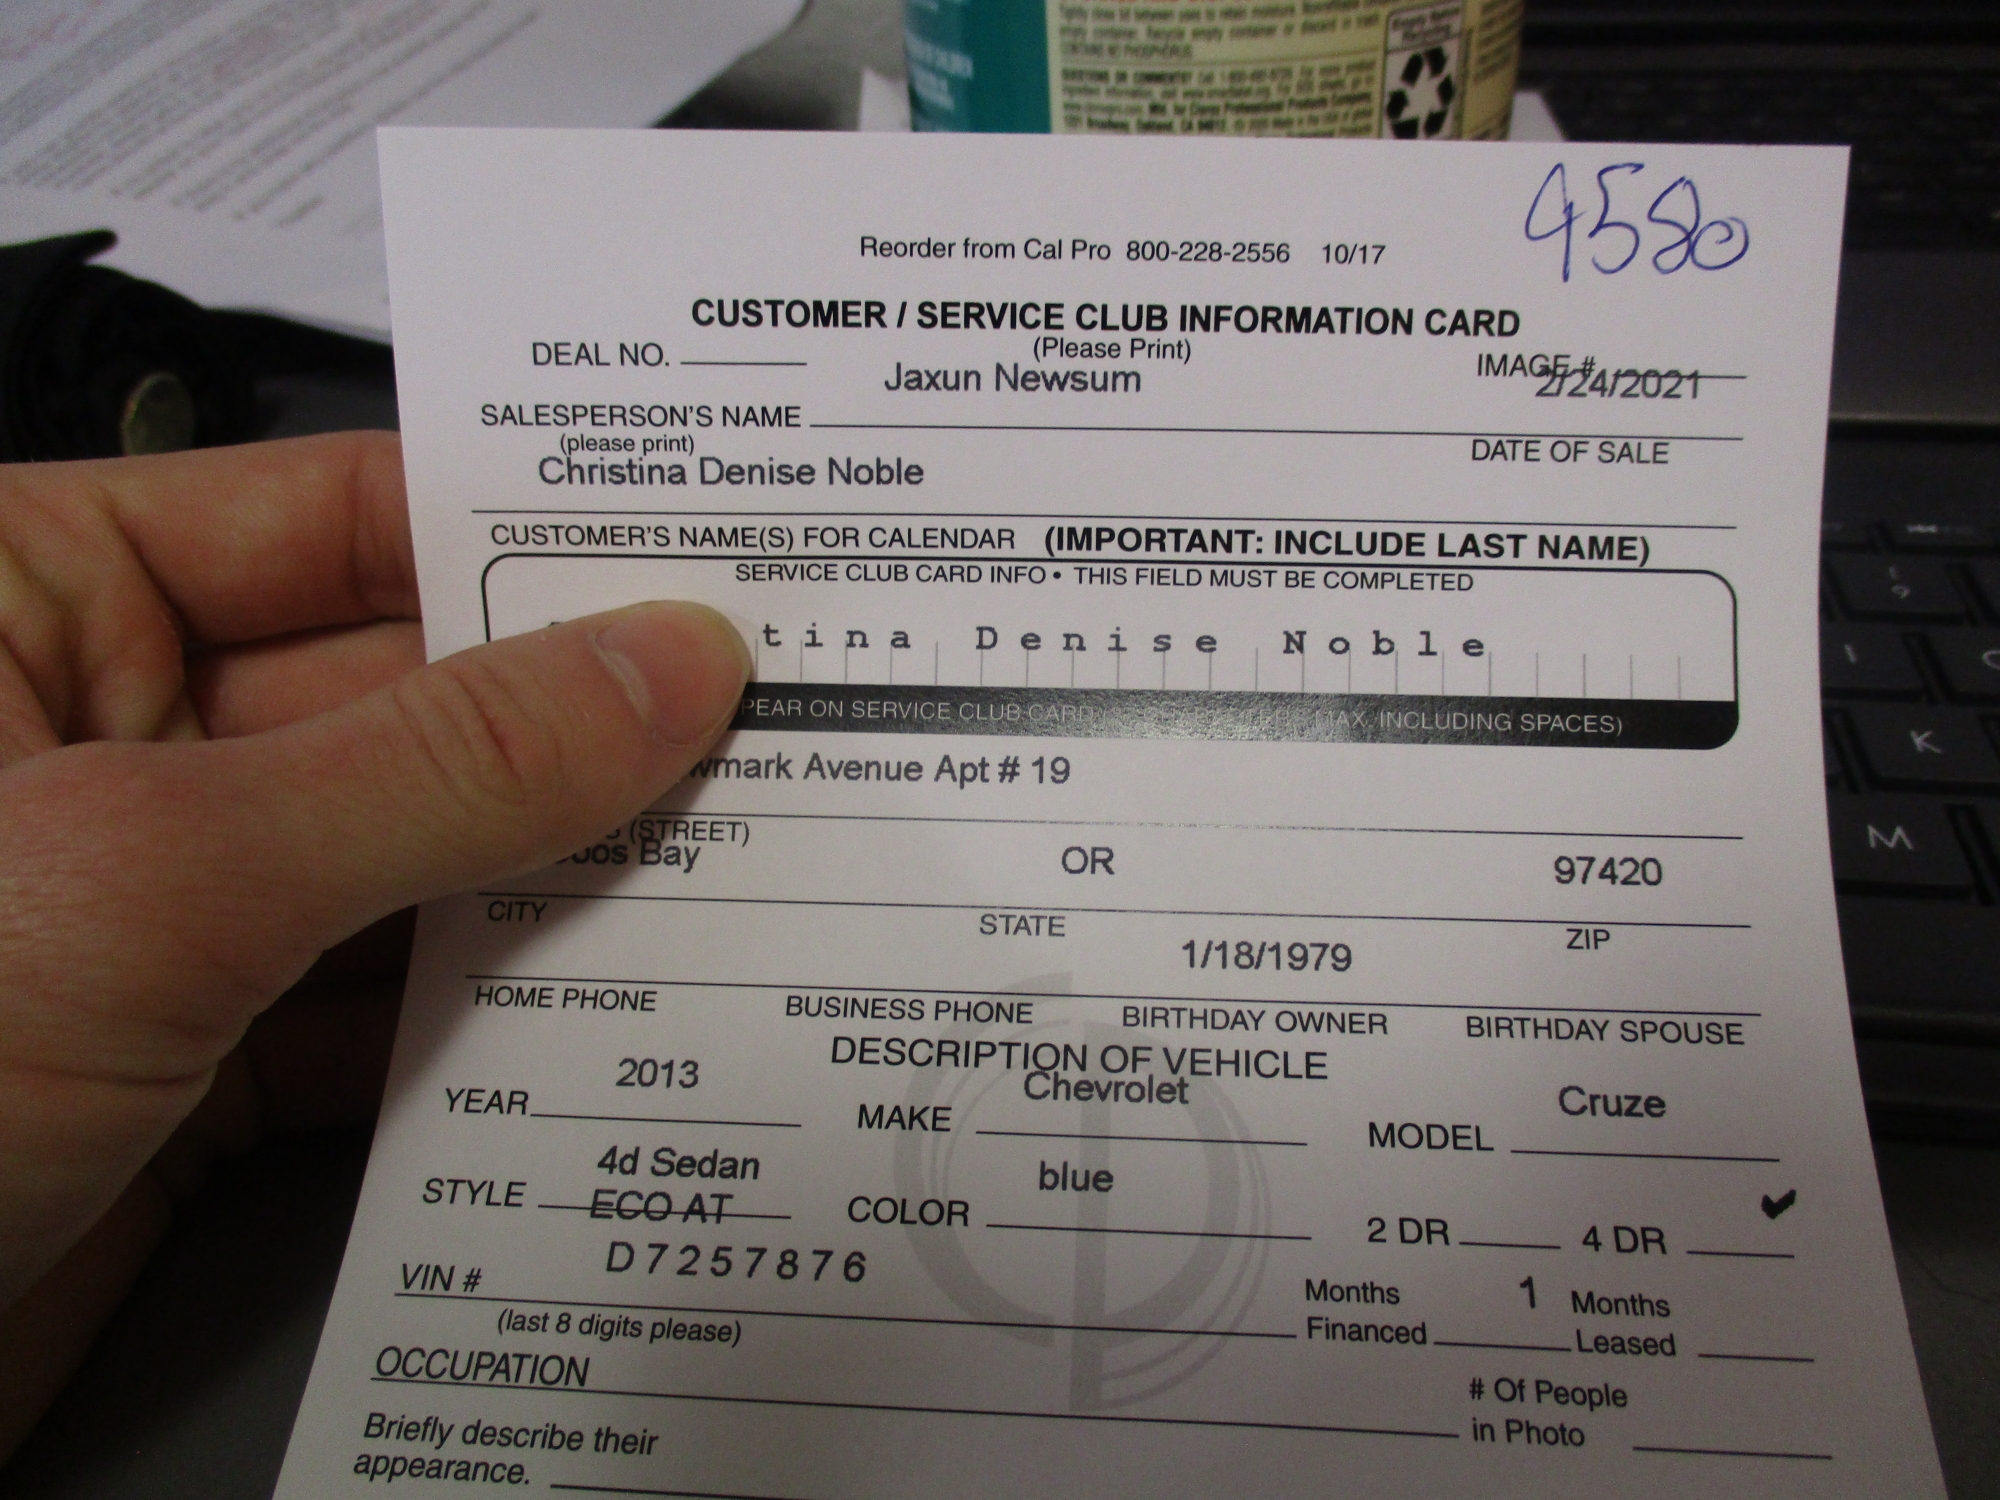 Reorder from Cal Pro 800-228-2556 10/17
4580
CUSTOMER / SERVICE CLUB INFORMATION CARD
(Please Print)
DEAL NO.
IMAGE #
Jaxun Newsum
2/24/2021
SALESPERSON'S NAME
(please print)
DATE OF SALE
Christina Denise Noble
CUSTOMER'S NAME(S) FOR CALENDAR (IMPORTANT: INCLUDE LAST NAME)
SERVICE CLUB CARD INFO • THIS FIELD MUST BE COMPLETED
tina Denise Noble
PEAR ON SERVICE CLUB CARD MAX. INCLUDING SPACES)
wmark Avenue Apt # 19
(STREET)
oos Bay OR 97420
CITY STATE ZIP
1/18/1979
HOME PHONE BUSINESS PHONE BIRTHDAY OWNER BIRTHDAY SPOUSE
DESCRIPTION OF VEHICLE
YEAR 2013 MAKE Chevrolet MODEL Cruze
4d Sedan
STYLE ECO AT COLOR blue 2 DR 4 DR ✔
VIN # D7257876
(last 8 digits please)
Months Financed 1 Months Leased
OCCUPATION
# Of People in Photo
Briefly describe their
appearance.
K
M